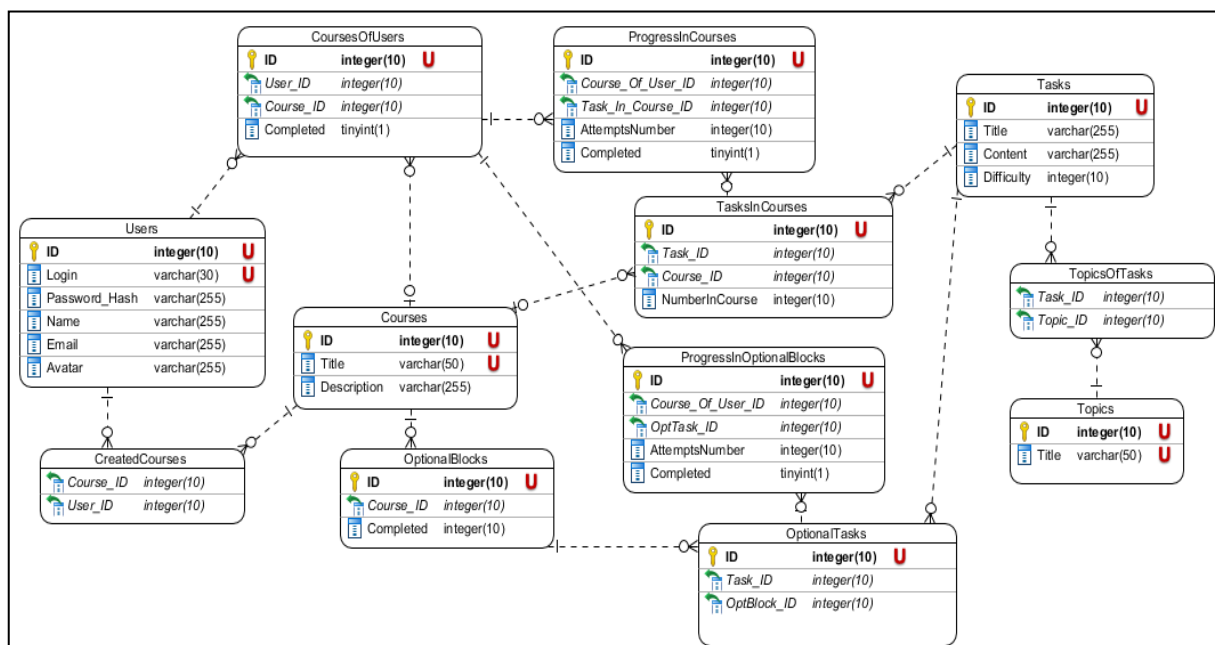 CoursesOfUsers
ID integer(10) U
User_ID integer(10)
Course_ID integer(10)
Completed tinyint(1)
ProgressInCourses
ID integer(10) U
Course_Of_User_ID integer(10)
Task_In_Course_ID integer(10)
AttemptsNumber integer(10)
Completed tinyint(1)
Tasks
ID integer(10) U
Title varchar(255)
Content varchar(255)
Difficulty integer(10)
Users
ID integer(10) U
Login varchar(30) U
Password_Hash varchar(255)
Name varchar(255)
Email varchar(255)
Avatar varchar(255)
TasksInCourses
ID integer(10) U
Task_ID integer(10)
Course_ID integer(10)
NumberInCourse integer(10)
TopicsOfTasks
Task_ID integer(10)
Topic_ID integer(10)
Courses
ID integer(10) U
Title varchar(50) U
Description varchar(255)
ProgressInOptionalBlocks
ID integer(10) U
Course_Of_User_ID integer(10)
OptTask_ID integer(10)
AttemptsNumber integer(10)
Completed tinyint(1)
Topics
ID integer(10) U
Title varchar(50) U
CreatedCourses
Course_ID integer(10)
User_ID integer(10)
OptionalBlocks
ID integer(10) U
Course_ID integer(10)
Completed integer(10)
OptionalTasks
ID integer(10) U
Task_ID integer(10)
OptBlock_ID integer(10)